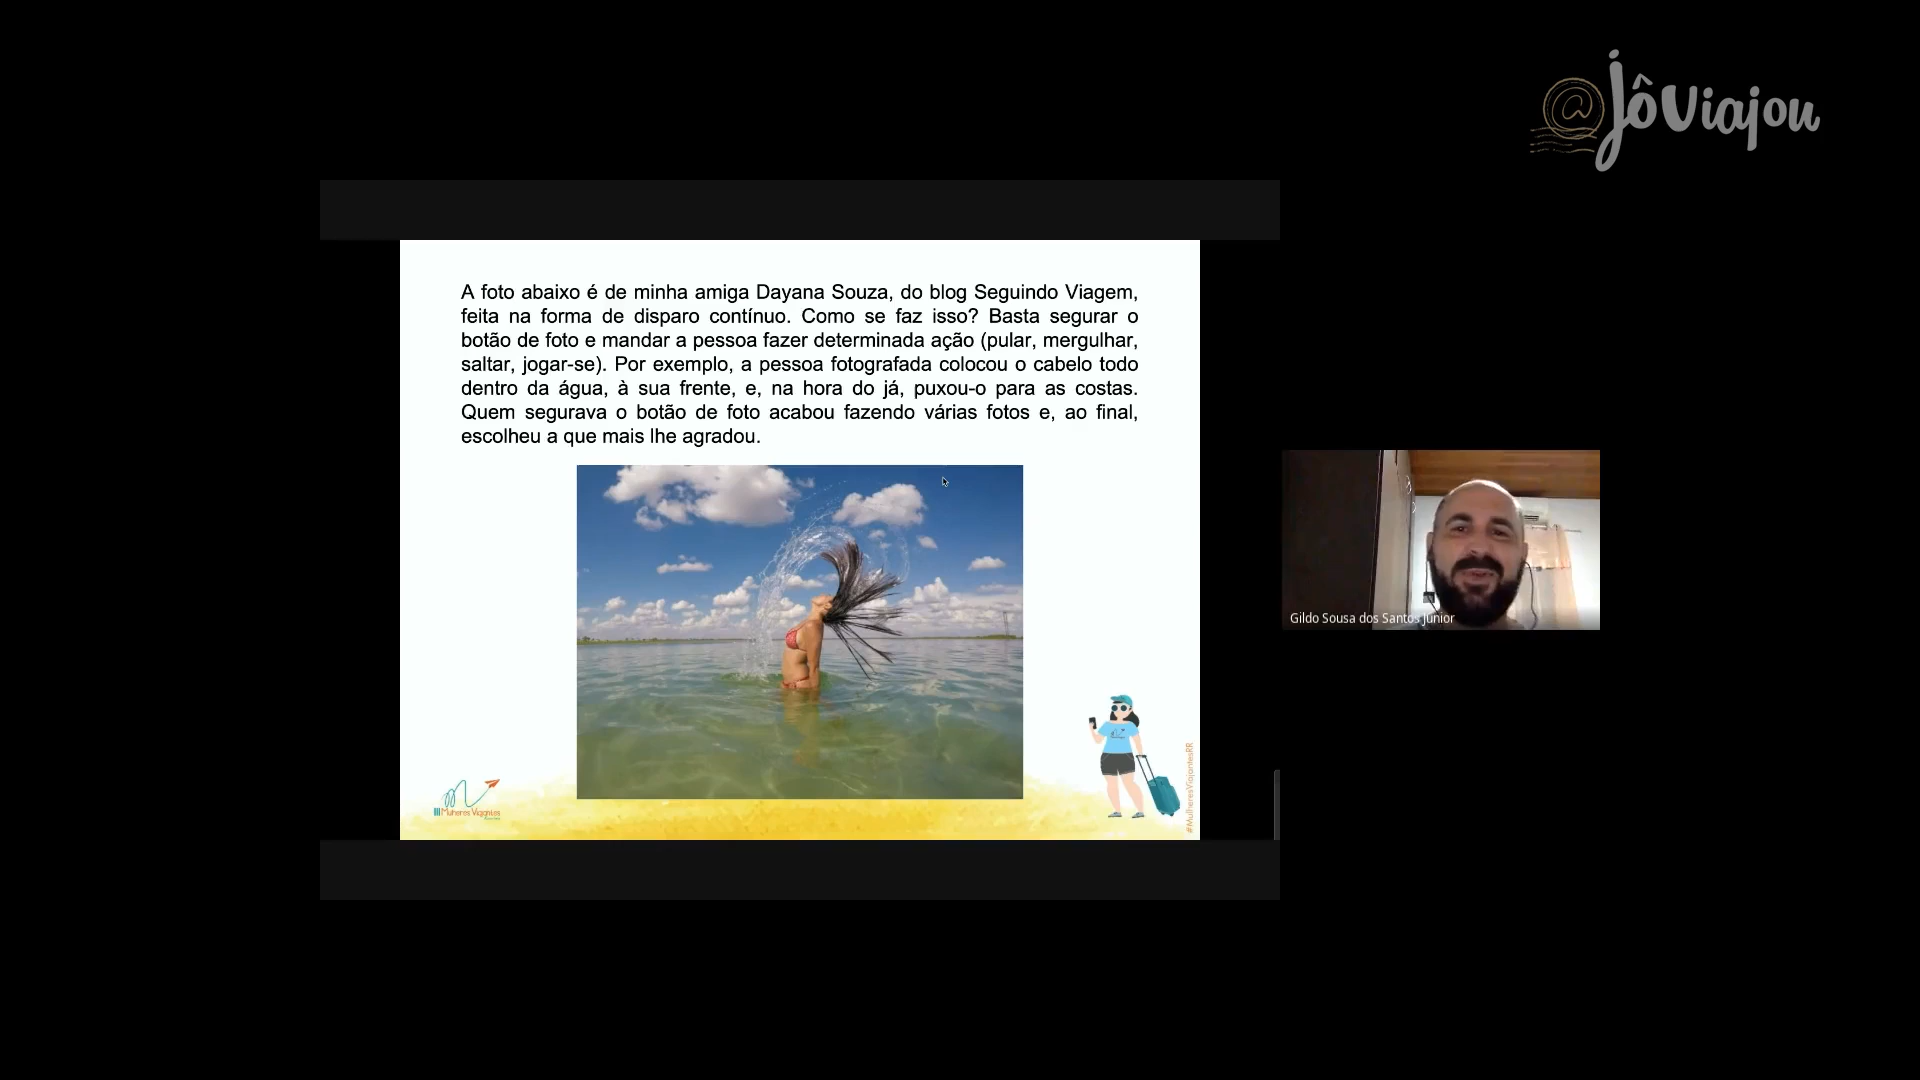 @jôviajou
A foto abaixo é de minha amiga Dayana Souza, do blog Seguindo Viagem,
feita na forma de disparo contínuo. Como se faz isso? Basta segurar o
botão de foto e mandar a pessoa fazer determinada ação (pular, mergulhar,
saltar, jogar-se). Por exemplo, a pessoa fotografada colocou o cabelo todo
dentro da água, à sua frente, e, na hora do já, puxou-o para as costas.
Quem segurava o botão de foto acabou fazendo várias fotos e, ao final,
escolheu a que mais lhe agradou.
Gildo Sousa dos Santos Junior
III Mulheres Viajantes
#MulheresViajantesRR